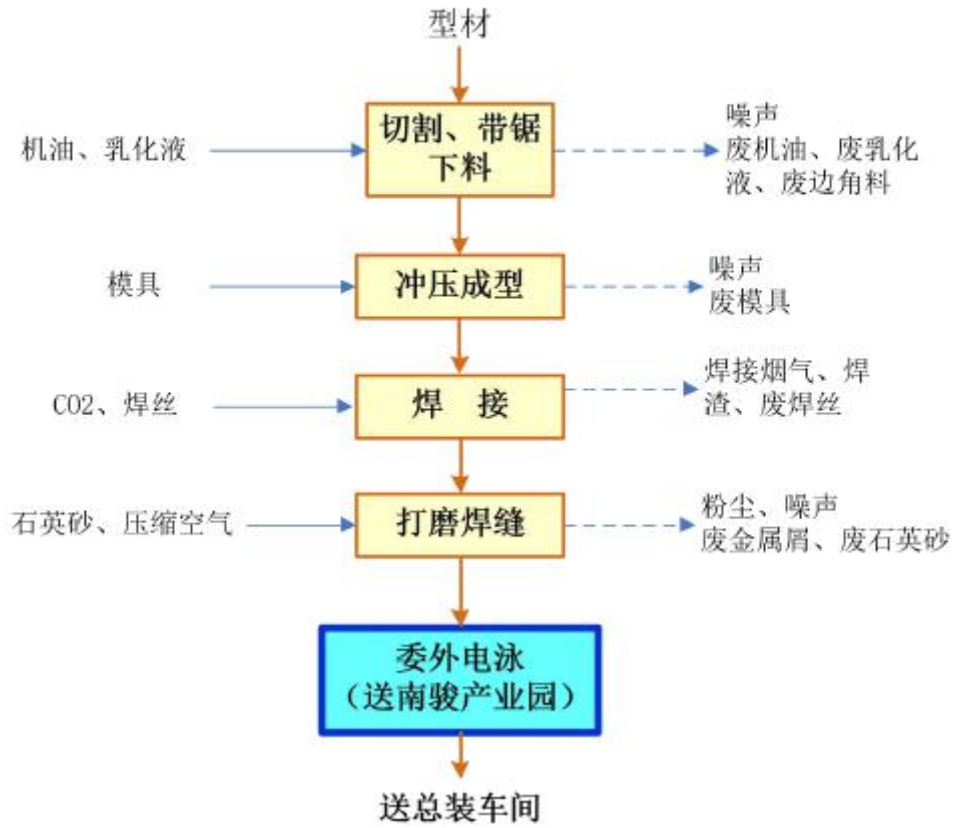 型材
机油、乳化液
切割、带锯
下料
噪声
废机油、废乳化
液、废边角料
模具
冲压成型
噪声
废模具
CO2、焊丝
焊 接
焊接烟气、焊
渣、废焊丝
石英砂、压缩空气
打磨焊缝
粉尘、噪声
废金属屑、废石英砂
委外电泳
（送南骏产业园）
送总装车间